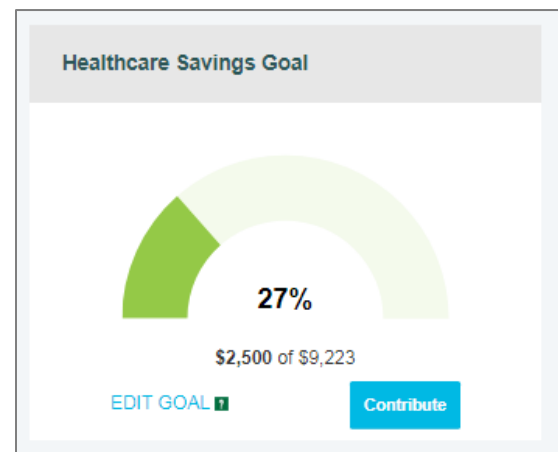 Healthcare Savings Goal
27%
$2,500 of $9,223
EDIT GOAL ?
Contribute